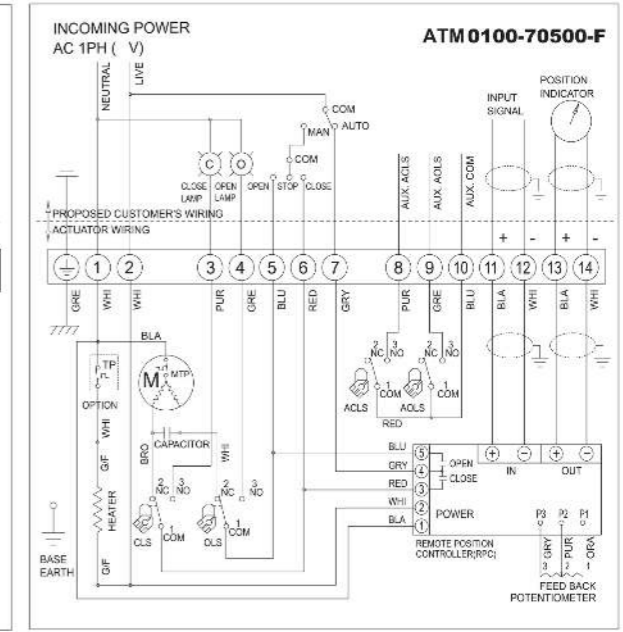 INCOMING POWER
AC 1PH ( V)
ATM0100-70500-F
NEUTRAL
LIVE
COM
MAN
AUTO
COM
C
O
CLOSE LAMP
OPEN LAMP
OPEN
STOP
CLOSE
AUX. ACLS
AUX. AOLS
AUX. COM
INPUT SIGNAL
POSITION INDICATOR
PROPOSED CUSTOMER'S WIRING
ACTUATOR WIRING
+ - + -
1 2 3 4 5 6 7 8 9 10 11 12 13 14
GRE WHI WHI PUR GRE BLU RED GRY PUR GRE BLU BLA WHI BLA WHI
BLA
TP
OPTION
M
MTP
CAPACITOR
WHI
G/F
HEATER
G/F
BRO
WHI
2 NC 3 NO
1 COM
CLS
2 NC 3 NO
1 COM
OLS
BASE EARTH
2 NC 3 NO
1 COM
ACLS
2 NC 3 NO
1 COM
AOLS
RED
BLU 5
GRY 4
RED 3
WHI 2
BLA 1
OPEN
CLOSE
POWER
+ - + -
IN OUT
REMOTE POSITION CONTROLLER(RPC)
P3 P2 P1
GRY PUR ORA
3 2 1
FEED BACK POTENTIOMETER